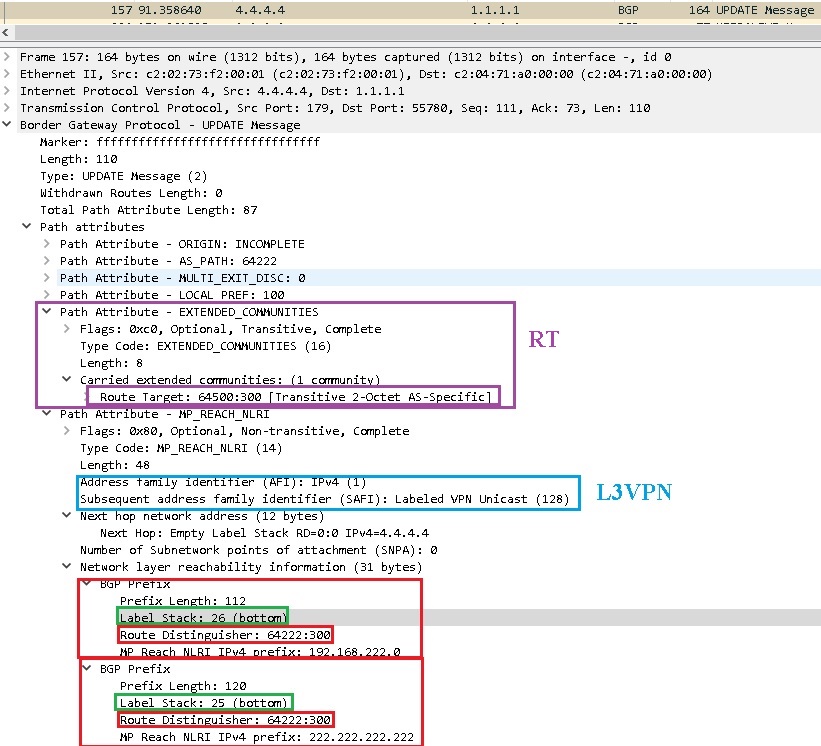 157 91.358640 4.4.4.4 1.1.1.1 BGP 164 UPDATE Message
Frame 157: 164 bytes on wire (1312 bits), 164 bytes captured (1312 bits) on interface -, id 0
Ethernet II, Src: c2:02:73:f2:00:01 (c2:02:73:f2:00:01), Dst: c2:04:71:a0:00:00 (c2:04:71:a0:00:00)
Internet Protocol Version 4, Src: 4.4.4.4, Dst: 1.1.1.1
Transmission Control Protocol, Src Port: 179, Dst Port: 55780, Seq: 111, Ack: 73, Len: 110
Border Gateway Protocol - UPDATE Message
Marker: ffffffffffffffffffffffffffffffff
Length: 110
Type: UPDATE Message (2)
Withdrawn Routes Length: 0
Total Path Attribute Length: 87
Path attributes
Path Attribute - ORIGIN: INCOMPLETE
Path Attribute - AS_PATH: 64222
Path Attribute - MULTI_EXIT_DISC: 0
Path Attribute - LOCAL_PREF: 100
Path Attribute - EXTENDED_COMMUNITIES
Flags: 0xc0, Optional, Transitive, Complete
RT
Type Code: EXTENDED_COMMUNITIES (16)
Length: 8
Carried extended communities: (1 community)
Route Target: 64500:300 [Transitive 2-Octet AS-Specific]
Path Attribute - MP_REACH_NLRI
Flags: 0x80, Optional, Non-transitive, Complete
Type Code: MP_REACH_NLRI (14)
Length: 48
Address family identifier (AFI): IPv4 (1)
Subsequent address family identifier (SAFI): Labeled VPN Unicast (128)
L3VPN
Next hop network address (12 bytes)
Next Hop: Empty Label Stack RD=0:0 IPv4=4.4.4.4
Number of Subnetwork points of attachment (SNPA): 0
Network layer reachability information (31 bytes)
BGP Prefix
Prefix Length: 112
Label Stack: 26 (bottom)
Route Distinguisher: 64222:300
MP Reach NLRI IPv4 prefix: 192.168.222.0
BGP Prefix
Prefix Length: 120
Label Stack: 25 (bottom)
Route Distinguisher: 64222:300
MP Reach NLRI IPv4 prefix: 222.222.222.222